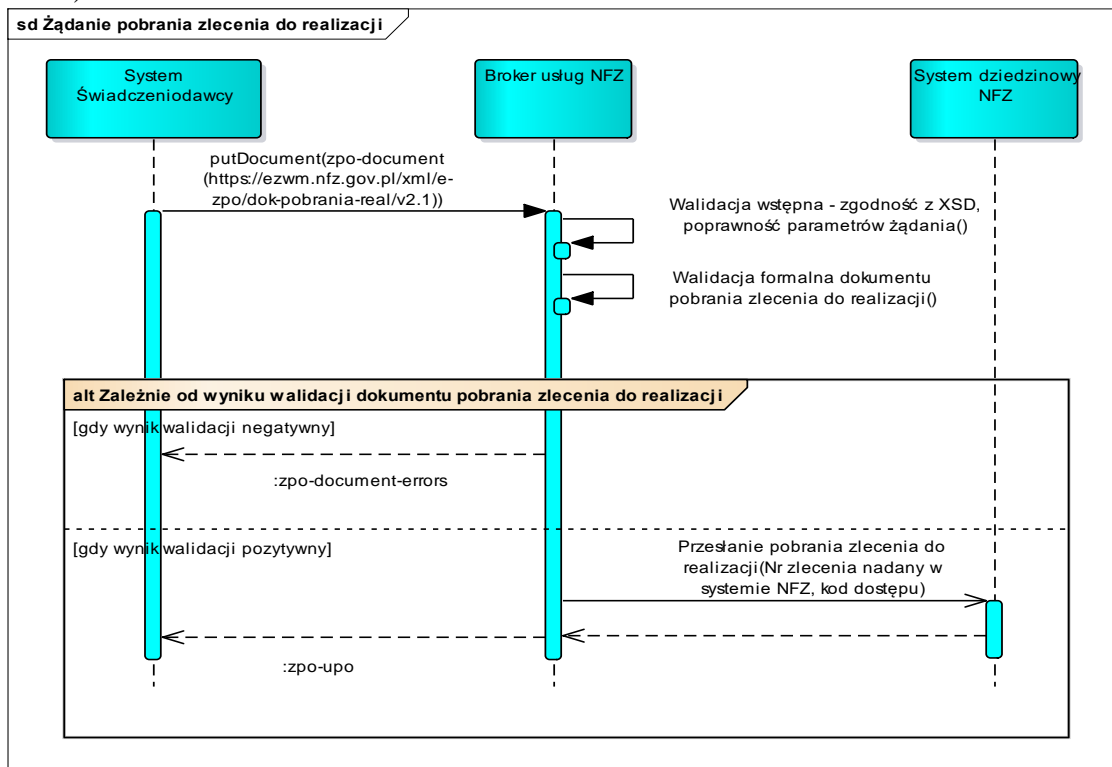 sd Żądanie pobrania zlecenia do realizacji
System
Świadczeniodawcy
Broker usług NFZ
System dziedzinowy
NFZ
putDocument(zpo-document
(https://ezwm.nfz.gov.pl/xml/e-
zpo/dok-pobrania-real/v2.1))
Walidacja wstępna - zgodność z XSD,
poprawność parametrów żądania()
Walidacja formalna dokumentu
pobrania zlecenia do realizacji()
alt Zależnie od wyniku walidacji dokumentu pobrania zlecenia do realizacji
[gdy wynik walidacji negatywny]
:zpo-document-errors
[gdy wynik walidacji pozytywny]
Przesłanie pobrania zlecenia do
realizacji(Nr zlecenia nadany w
systemie NFZ, kod dostępu)
:zpo-upo